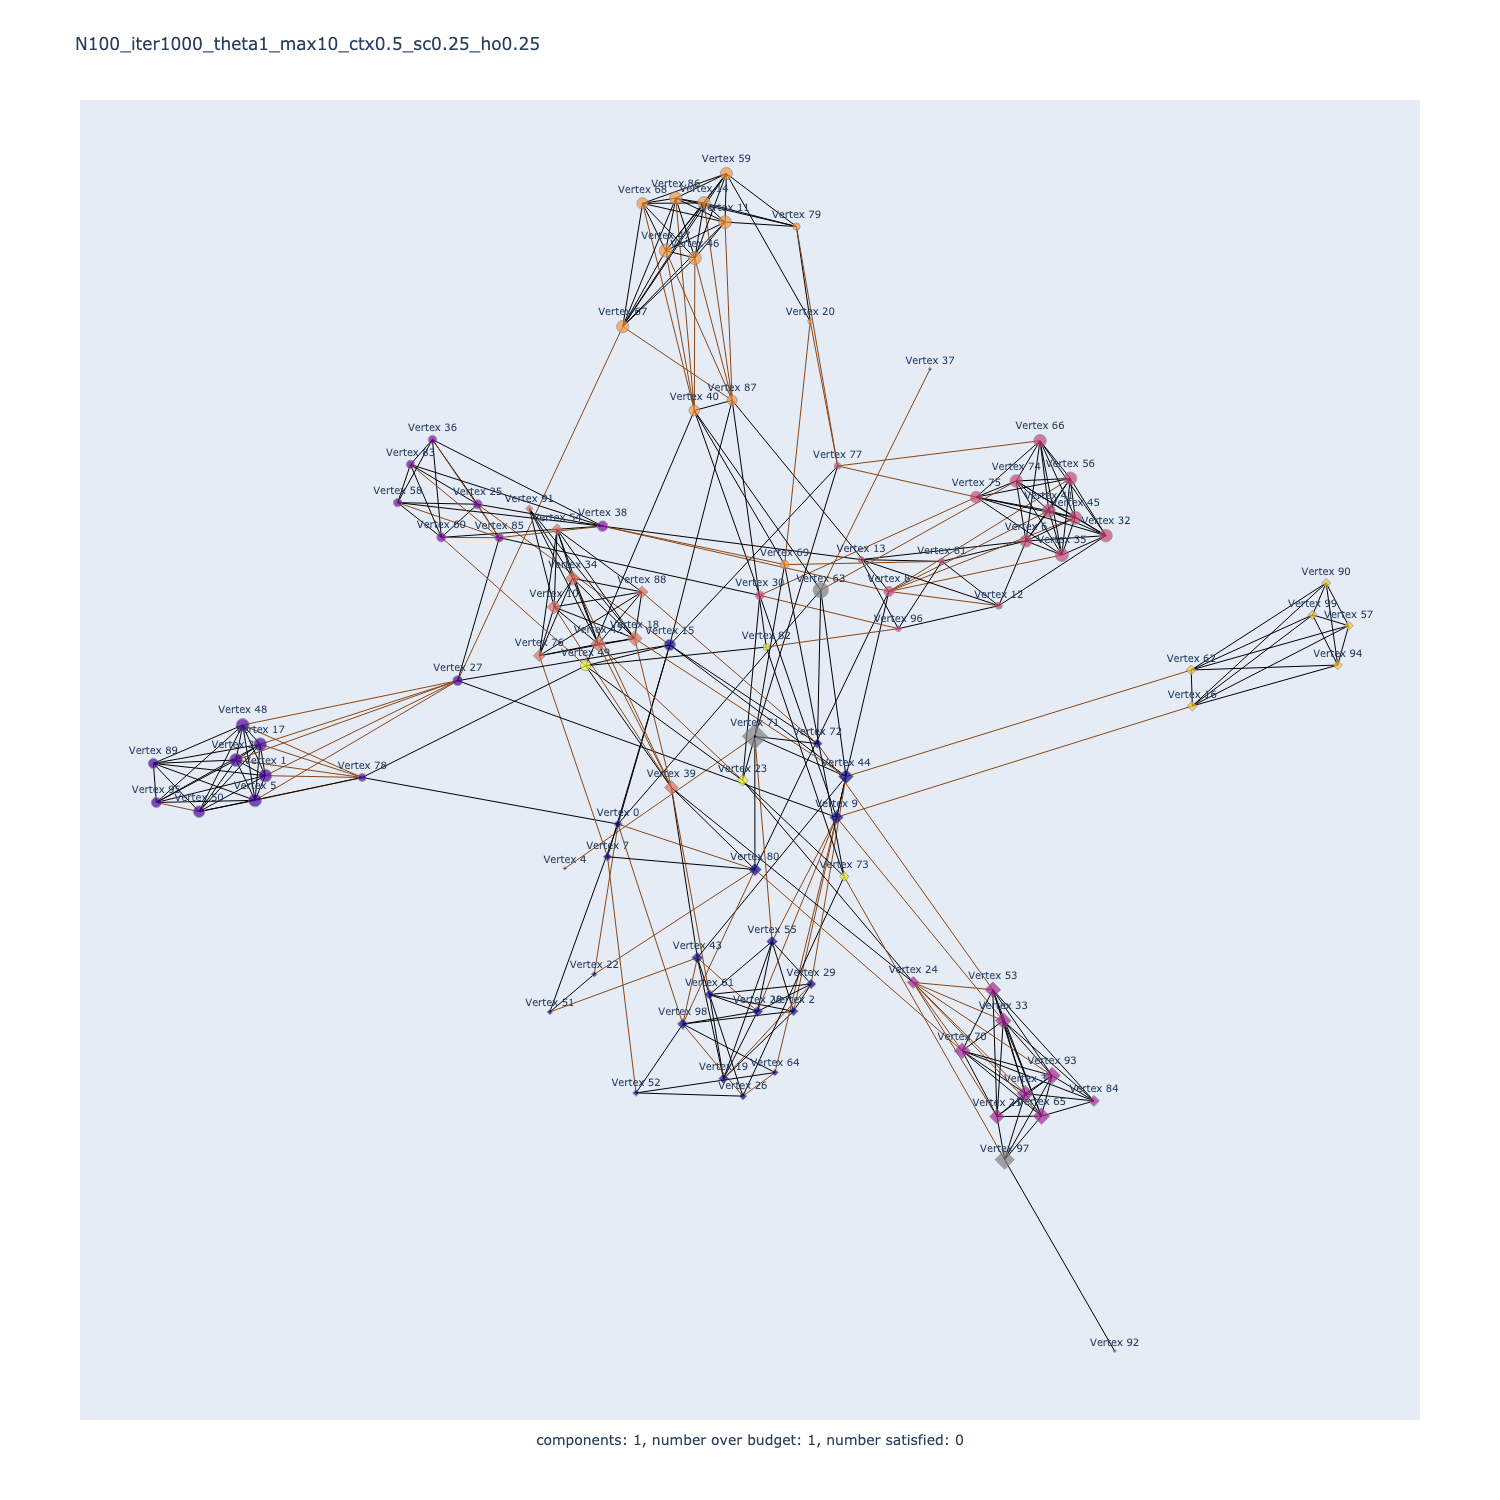 N100_iter1000_theta1_max10_ctx0.5_sc0.25_ho0.25
Vertex 59
Vertex 86
Vertex 68
Vertex 14
Vertex 11
Vertex 79
Vertex 46
Vertex 67
Vertex 20
Vertex 37
Vertex 87
Vertex 40
Vertex 36
Vertex 66
Vertex 83
Vertex 77
Vertex 74
Vertex 56
Vertex 75
Vertex 58
Vertex 25
Vertex 91
Vertex 41
Vertex 45
Vertex 38
Vertex 60
Vertex 85
Vertex 32
Vertex 6
Vertex 35
Vertex 13
Vertex 81
Vertex 69
Vertex 34
Vertex 88
Vertex 63
Vertex 8
Vertex 90
Vertex 10
Vertex 30
Vertex 12
Vertex 99
Vertex 57
Vertex 96
Vertex 18
Vertex 15
Vertex 76
Vertex 49
Vertex 82
Vertex 27
Vertex 62
Vertex 94
Vertex 16
Vertex 48
Vertex 17
Vertex 71
Vertex 72
Vertex 89
Vertex 1
Vertex 78
Vertex 23
Vertex 44
Vertex 39
Vertex 95
Vertex 50
Vertex 5
Vertex 0
Vertex 9
Vertex 7
Vertex 4
Vertex 80
Vertex 73
Vertex 55
Vertex 43
Vertex 22
Vertex 29
Vertex 24
Vertex 53
Vertex 61
Vertex 51
Vertex 98
Vertex 2
Vertex 33
Vertex 70
Vertex 64
Vertex 19
Vertex 52
Vertex 26
Vertex 93
Vertex 84
Vertex 21
Vertex 65
Vertex 97
Vertex 92
components: 1, number over budget: 1, number satisfied: 0